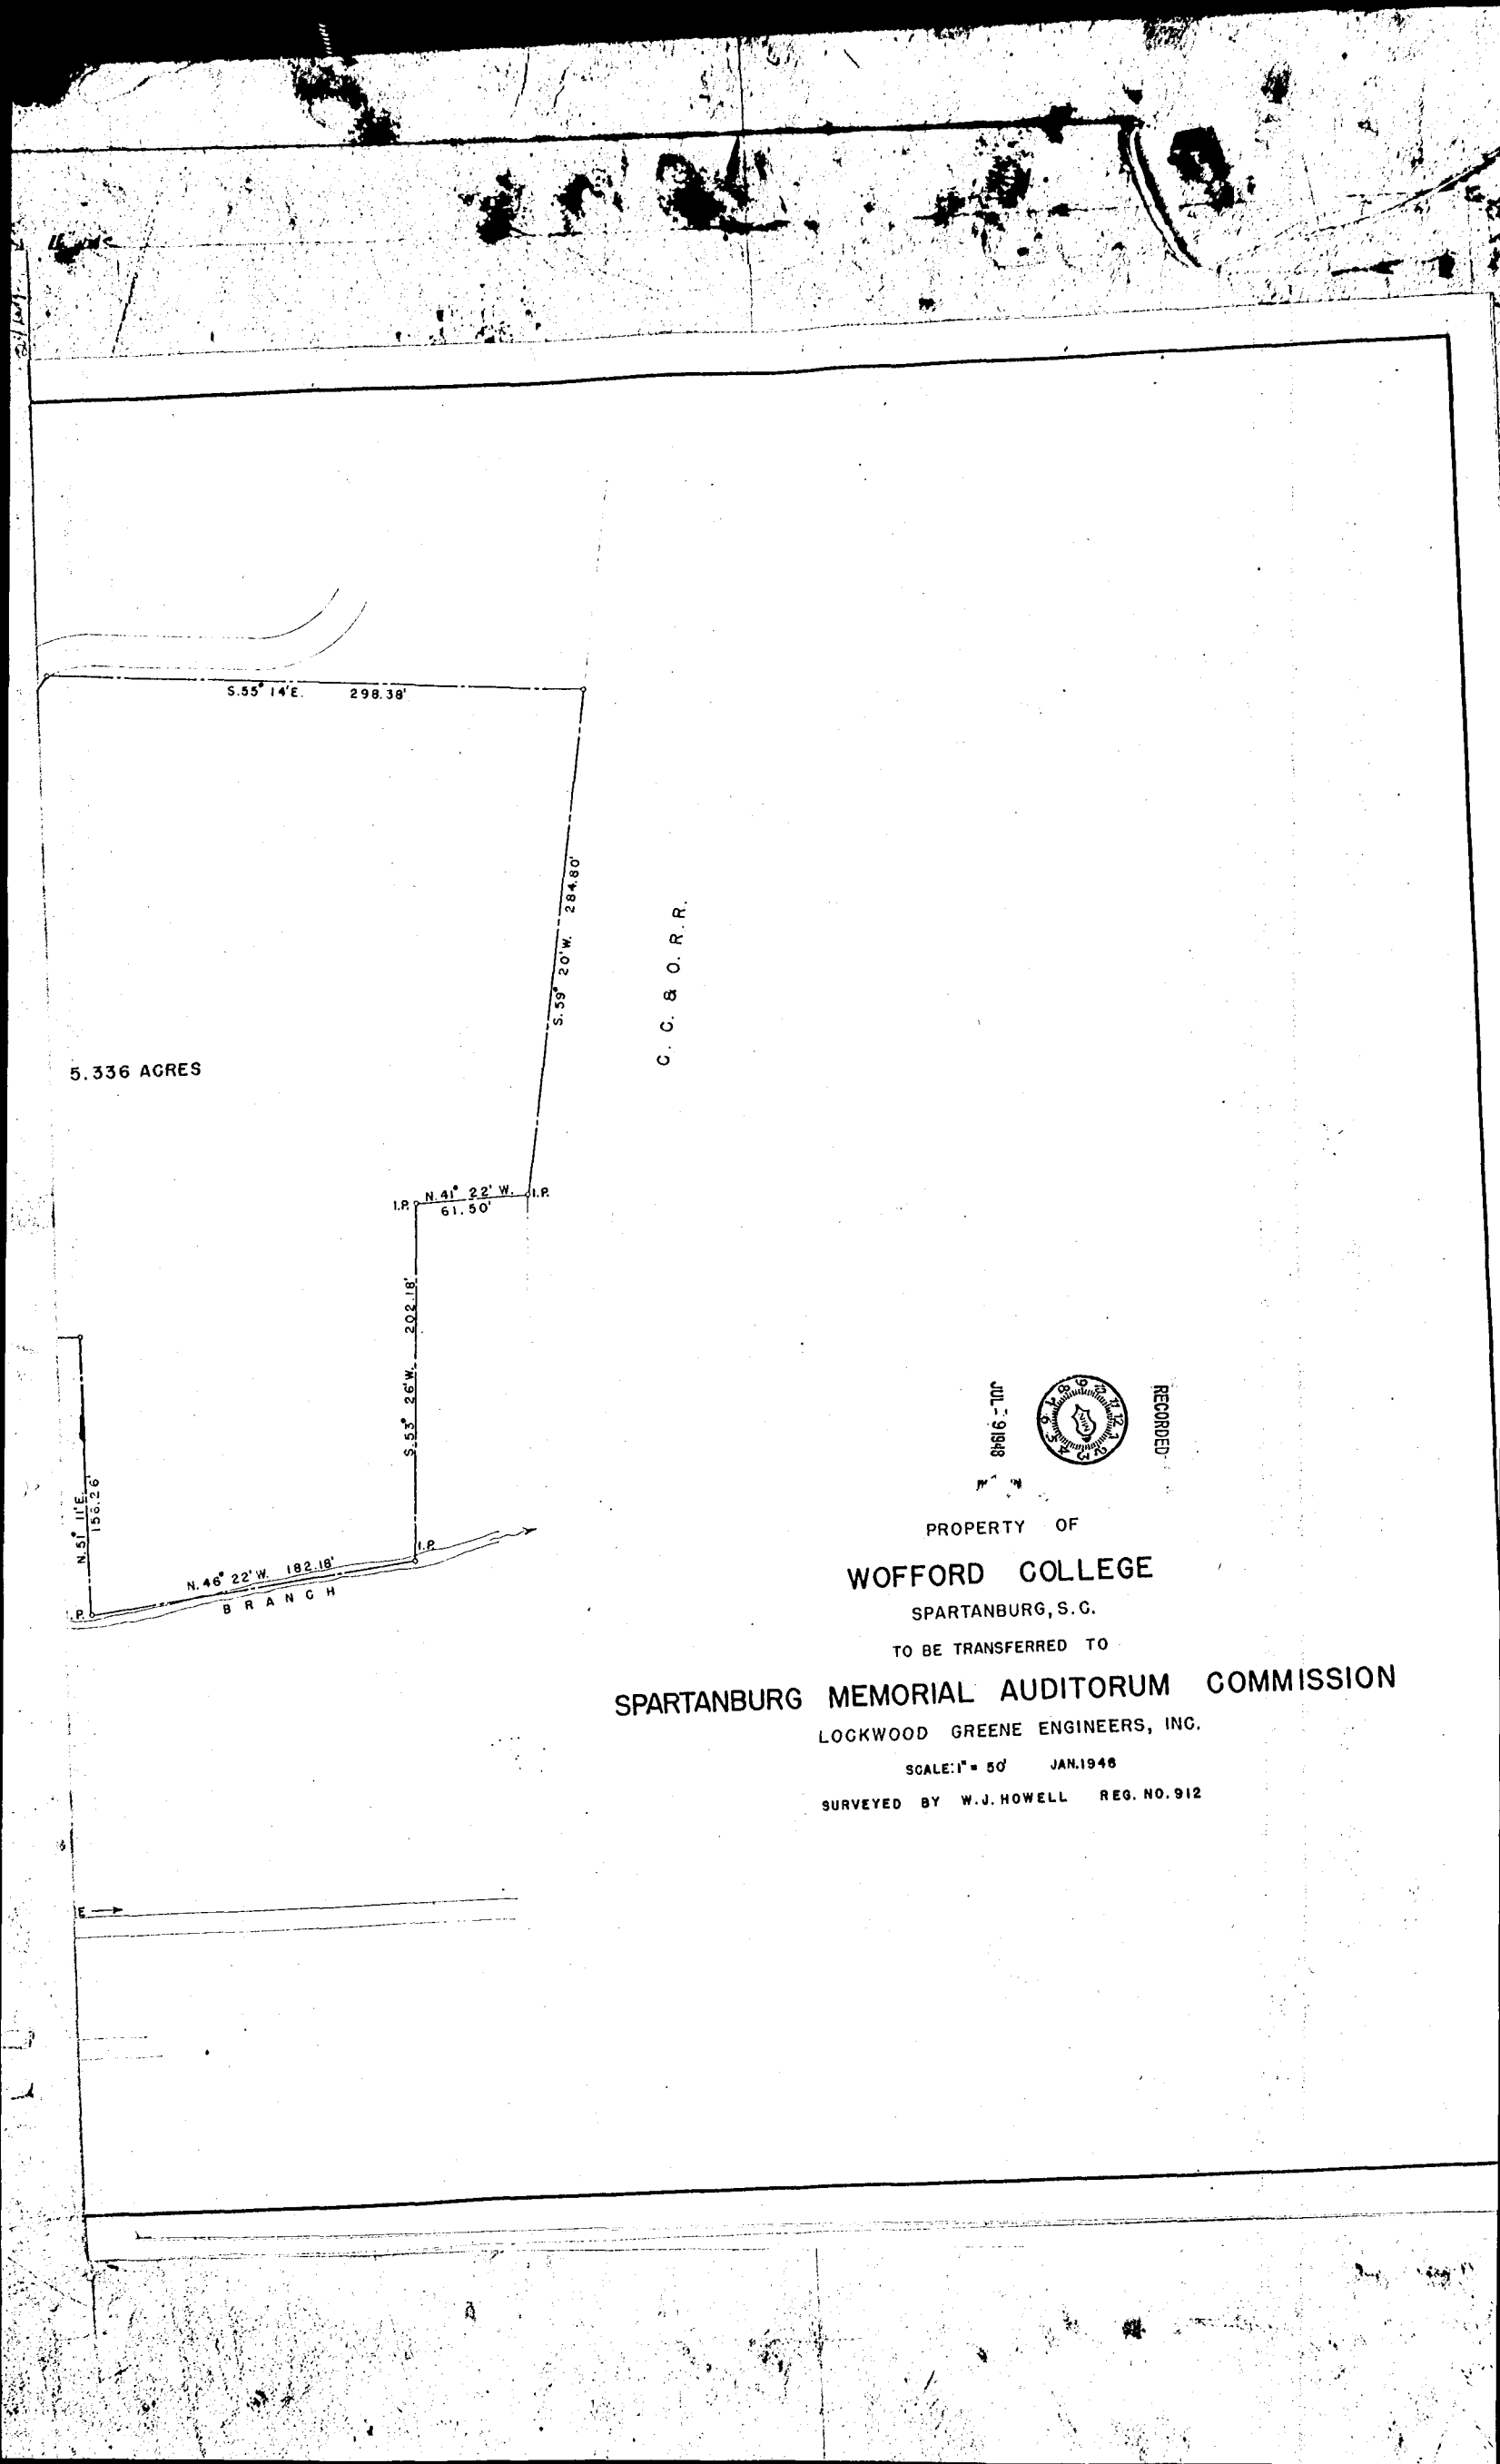 S.55° 14'E. 298.38'
S.59° 20'W. 284.80'
C. C. & O. R. R.
5.336 ACRES
N.41° 22' W.
61.50'
I.P.
I.P.
S.53° 26'W. 202.18'
N.51° 11'E.
I.P.
N.46° 22'W. 182.18'
BRANCH
I.P.
E
RECORDED
JUL - 9 1948
PROPERTY OF
WOFFORD COLLEGE
SPARTANBURG, S.C.
TO BE TRANSFERRED TO
SPARTANBURG MEMORIAL AUDITORUM COMMISSION
LOCKWOOD GREENE ENGINEERS, INC.
SCALE: 1" = 50' JAN. 1948
SURVEYED BY W.J. HOWELL REG. NO. 912